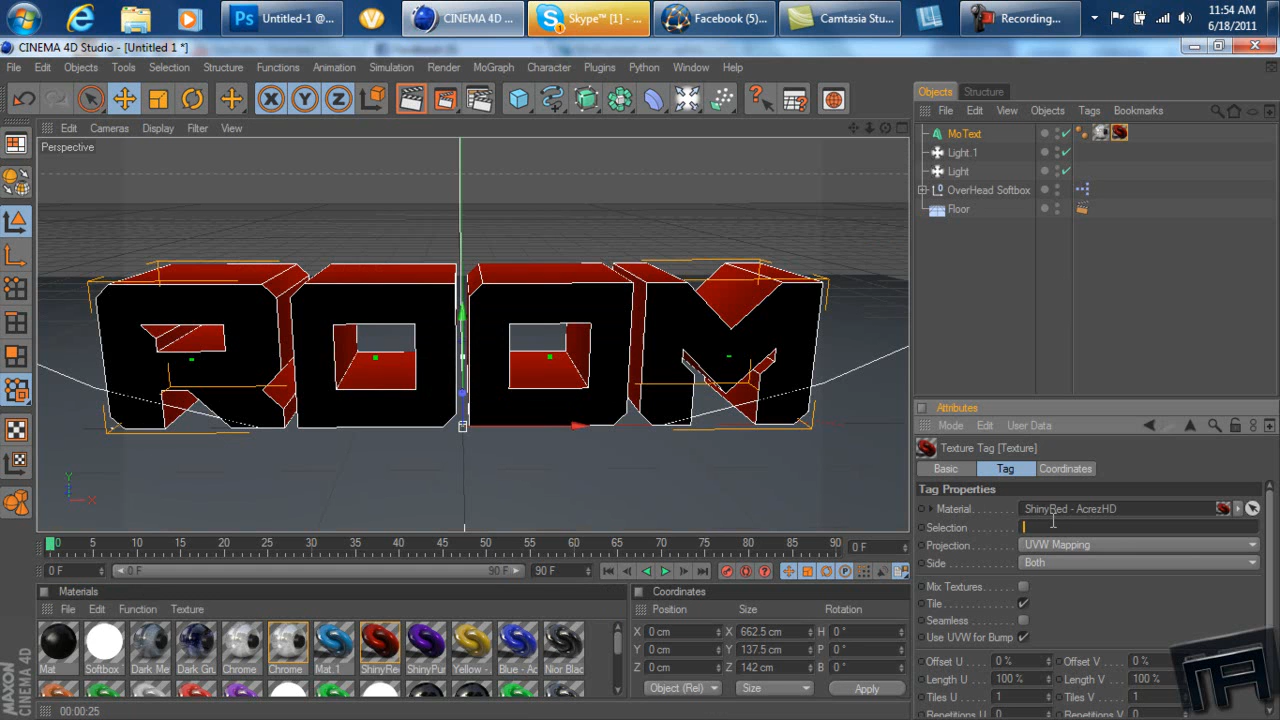 Untitled-1 @...
CINEMA 4D ...
Skype™ [1] - ...
Facebook (5)...
Camtasia Stu...
Recording...
11:54 AM
6/18/2011
CINEMA 4D Studio - [Untitled 1 *]
File Edit Objects Tools Selection Structure Functions Animation Render MoGraph Character Plugins Python Window Help
Objects Structure
File Edit View Objects Tags Bookmarks
Edit Cameras Display Filter View
Perspective
MoText
Light.1
Light
OverHead Softbox
Floor
ROOM
Y
X
Attributes
Mode Edit User Data
Texture Tag [Texture]
Basic Tag Coordinates
Tag Properties
Material ShinyRed - AcrezHD
Selection
Projection UVW Mapping
Side Both
Mix Textures
Tile
Seamless
Use UVW for Bump
Offset U 0 % Offset V 0 %
Length U 100 % Length V 100 %
Tiles U 1 Tiles V 1
Repetitions U 0 Repetitions V 0
0 5 10 15 20 25 30 35 40 45 50 55 60 65 70 75 80 85 90 0 F
0 F 0 F 90 F 90 F
Materials
File Edit Function Texture
Mat Softbox Dark Me Dark Gru Chrome Chrome Mat.1 ShinyRe ShinyPur Yellow - Blue - Ac Nior Blac
Coordinates
Position Size Rotation
X 0 cm X 662.5 cm H 0 °
Y 0 cm Y 137.5 cm P 0 °
Z 0 cm Z 142 cm B 0 °
Object (Rel) Size Apply
MAXON
CINEMA 4D
00:00:25